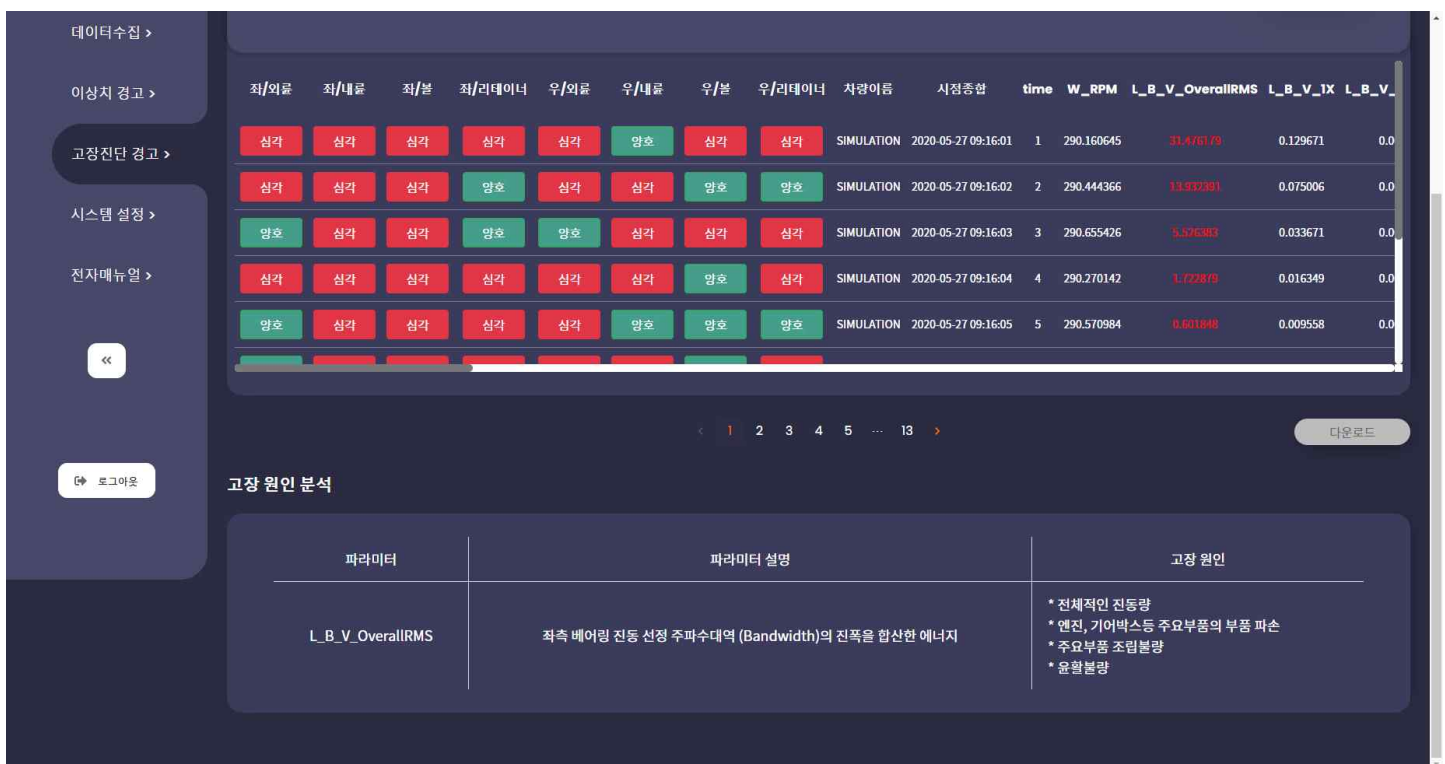 데이터수집 >
이상치 경고 >
고장진단 경고 >
시스템 설정 >
전자매뉴얼 >
«
로그아웃
좌/외륜 좌/내륜 좌/볼 좌/리테이너 우/외륜 우/내륜 우/볼 우/리테이너 차량이름 시점종합 time W_RPM L_B_V_OverallRMS L_B_V_1X L_B_V_
심각 심각 심각 심각 심각 양호 심각 심각 SIMULATION 2020-05-27 09:16:01 1 290.160645 31.476179 0.129671 0.0
심각 심각 심각 양호 심각 심각 양호 양호 SIMULATION 2020-05-27 09:16:02 2 290.444366 13.932391 0.075006 0.0
양호 심각 심각 양호 양호 심각 심각 심각 SIMULATION 2020-05-27 09:16:03 3 290.655426 5.526383 0.033671 0.0
심각 심각 심각 심각 심각 심각 양호 심각 SIMULATION 2020-05-27 09:16:04 4 290.270142 1.722879 0.016349 0.0
양호 심각 심각 심각 심각 양호 양호 양호 SIMULATION 2020-05-27 09:16:05 5 290.570984 0.601848 0.009558 0.0
< 1 2 3 4 5 ··· 13 >
다운로드
고장 원인 분석
파라미터 파라미터 설명 고장 원인
L_B_V_OverallRMS 좌측 베어링 진동 선정 주파수대역 (Bandwidth)의 진폭을 합산한 에너지
* 전체적인 진동량
* 엔진, 기어박스등 주요부품의 부품 파손
* 주요부품 조립불량
* 윤활불량